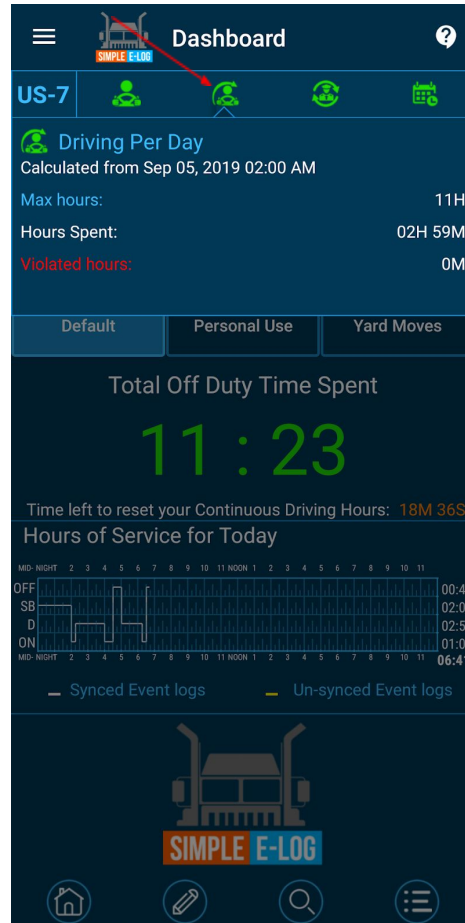 SIMPLE E-LOG
Dashboard
US-7
Driving Per Day
Calculated from Sep 05, 2019 02:00 AM
Max hours: 11H
Hours Spent: 02H 59M
Violated hours: 0M
Default Personal Use Yard Moves
Total Off Duty Time Spent
11 : 23
Time left to reset your Continuous Driving Hours: 18M 36S
Hours of Service for Today
MID- NIGHT 2 3 4 5 6 7 8 9 10 11 NOON 1 2 3 4 5 6 7 8 9 10 11
OFF 00:4
SB 02:0
D 02:5
ON 01:0
MID- NIGHT 2 3 4 5 6 7 8 9 10 11 NOON 1 2 3 4 5 6 7 8 9 10 11 06:41
Synced Event logs Un-synced Event logs
SIMPLE E-LOG